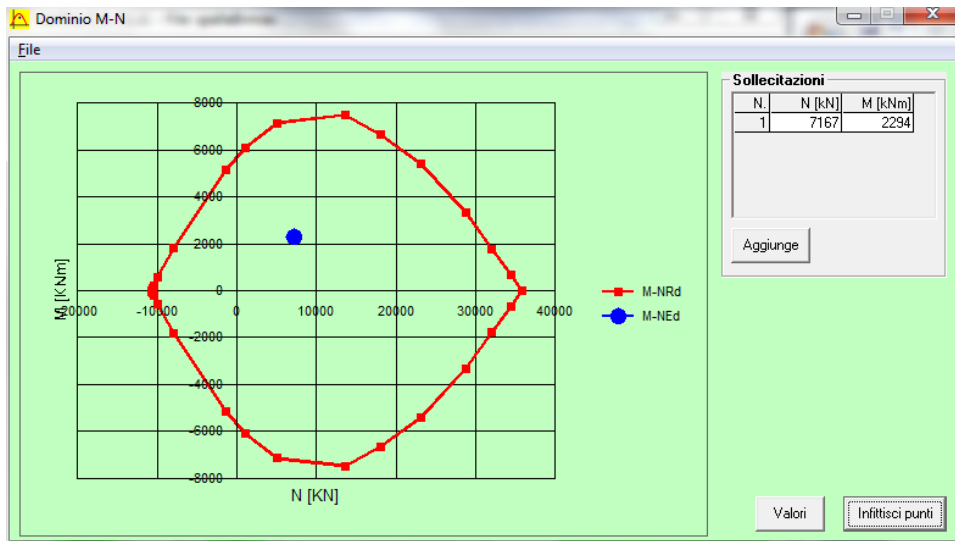 Dominio M-N
File
8000
6000
4000
2000
0
-2000
-4000
-6000
-8000
M [KNm]
-20000 -10000 0 10000 20000 30000 40000
N [KN]
M-NRd
M-NEd
Sollecitazioni
N. N [kN] M [kNm]
1 7167 2294
Aggiunge
Valori
Infittisci punti